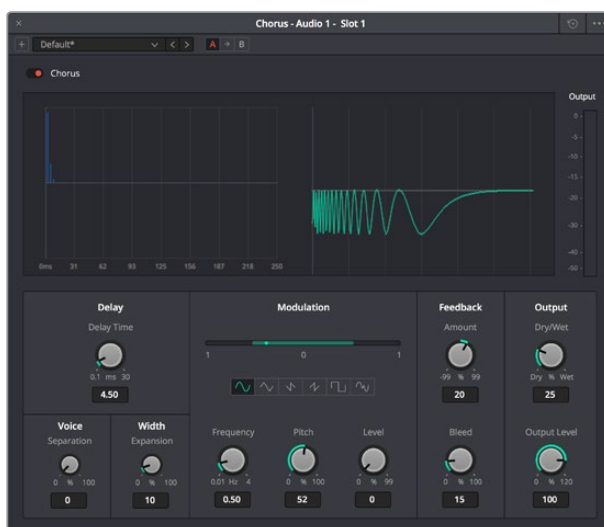 Chorus - Audio 1 - Slot 1
Default*
A
B
Chorus
Output
0
-5
-10
-15
-20
-30
-40
-50
0ms 31 62 93 125 156 187 218 250
Delay
Delay Time
0.1 ms 30
4.50
Modulation
1 0 1
Feedback
Amount
-99 % 99
20
Output
Dry/Wet
Dry % Wet
25
Voice
Separation
0 % 100
0
Width
Expansion
0 % 100
10
Frequency
0.01 Hz 4
0.50
Pitch
0 % 100
52
Level
0 % 99
0
Bleed
0 % 100
15
Output Level
0 % 120
100